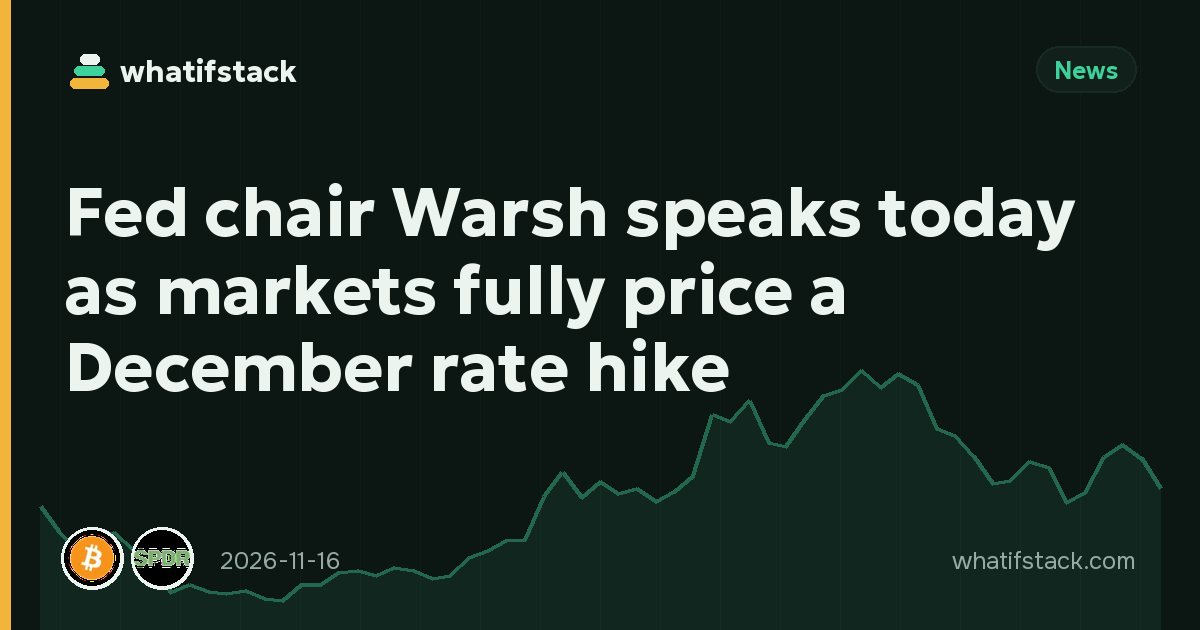 whatifstack
News
Fed chair Warsh speaks today
as markets fully price a
December rate hike
SPDR
2026-11-16
whatifstack.com